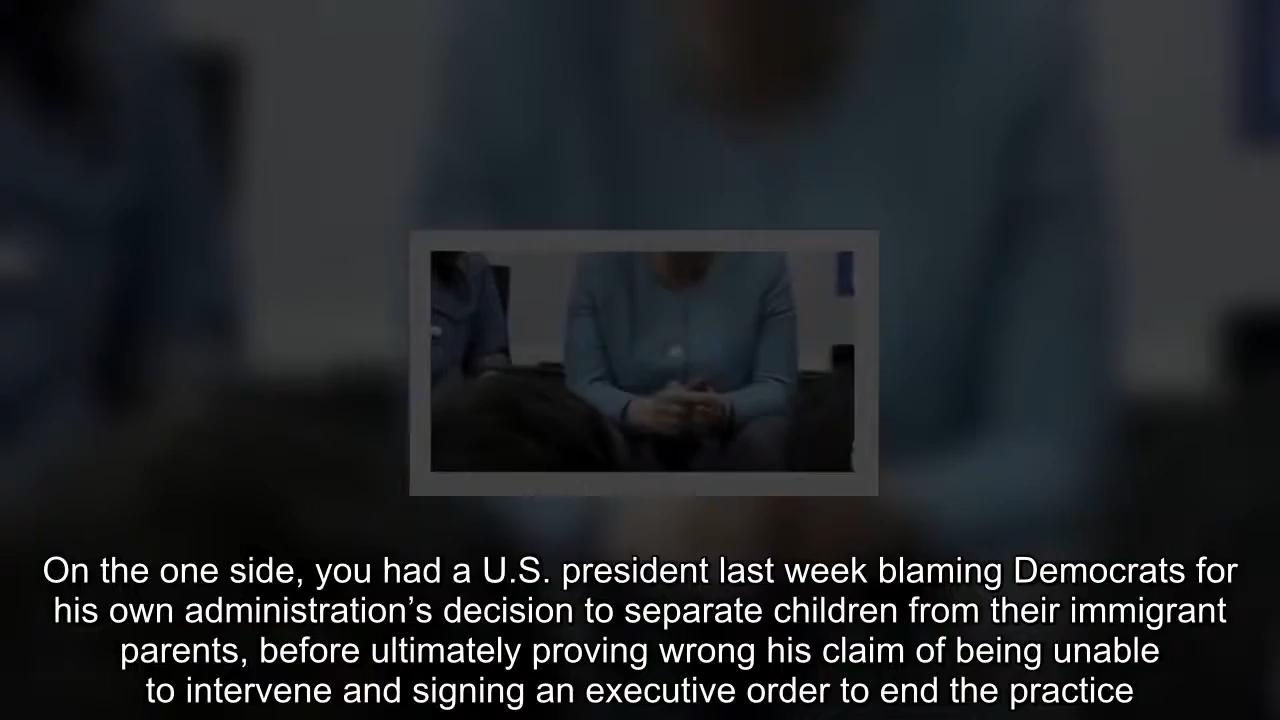 On the one side, you had a U.S. president last week blaming Democrats for
his own administration’s decision to separate children from their immigrant
parents, before ultimately proving wrong his claim of being unable
to intervene and signing an executive order to end the practice